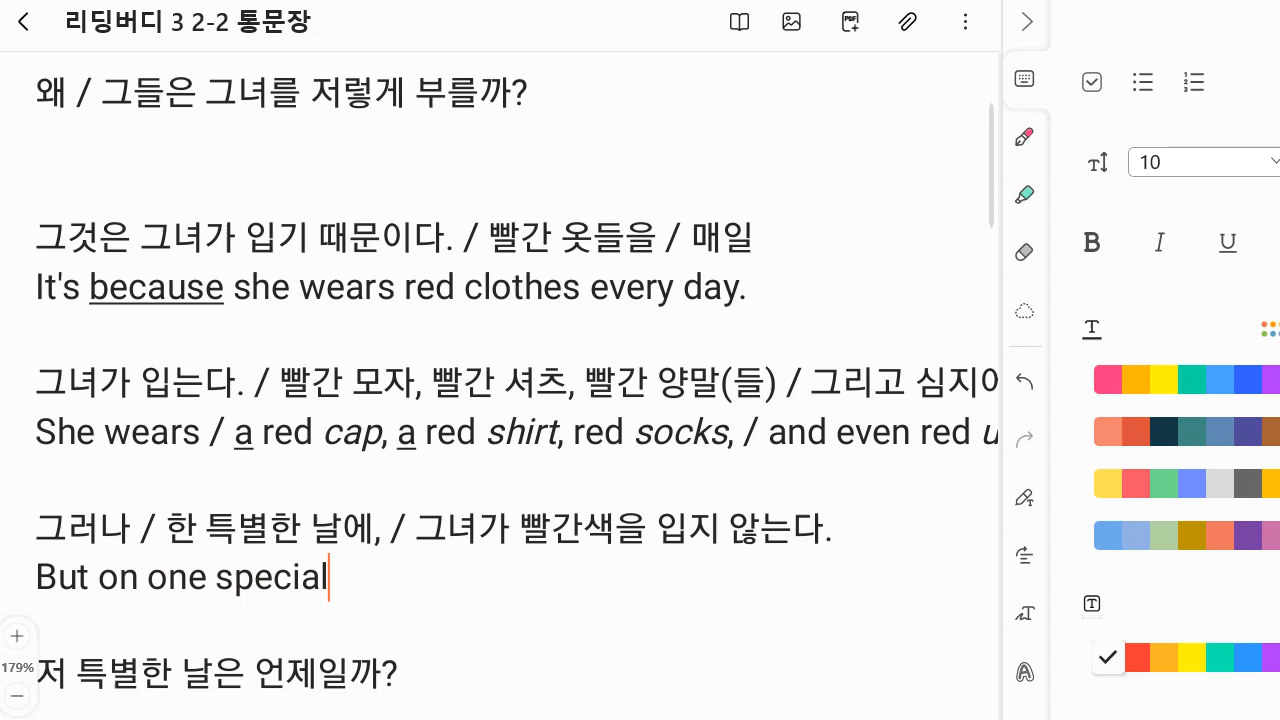 리딩버디 3 2-2 통문장
왜 / 그들은 그녀를 저렇게 부를까?
그것은 그녀가 입기 때문이다. / 빨간 옷들을 / 매일
It's because she wears red clothes every day.
그녀가 입는다. / 빨간 모자, 빨간 셔츠, 빨간 양말(들) / 그리고 심지어
She wears / a red cap, a red shirt, red socks, / and even red u
그러나 / 한 특별한 날에, / 그녀가 빨간색을 입지 않는다.
But on one special
저 특별한 날은 언제일까?
179%
10
B I U